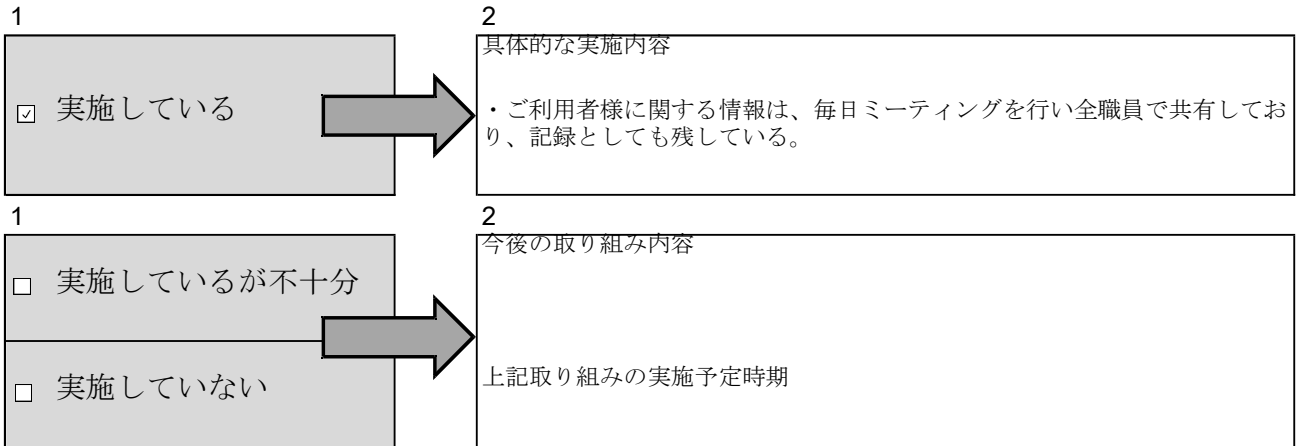 1
2
☑ 実施している
具体的な実施内容
・ご利用者様に関する情報は、毎日ミーティングを行い全職員で共有してお
り、記録としても残している。
1
2
☐ 実施しているが不十分
☐ 実施していない
今後の取り組み内容
上記取り組みの実施予定時期